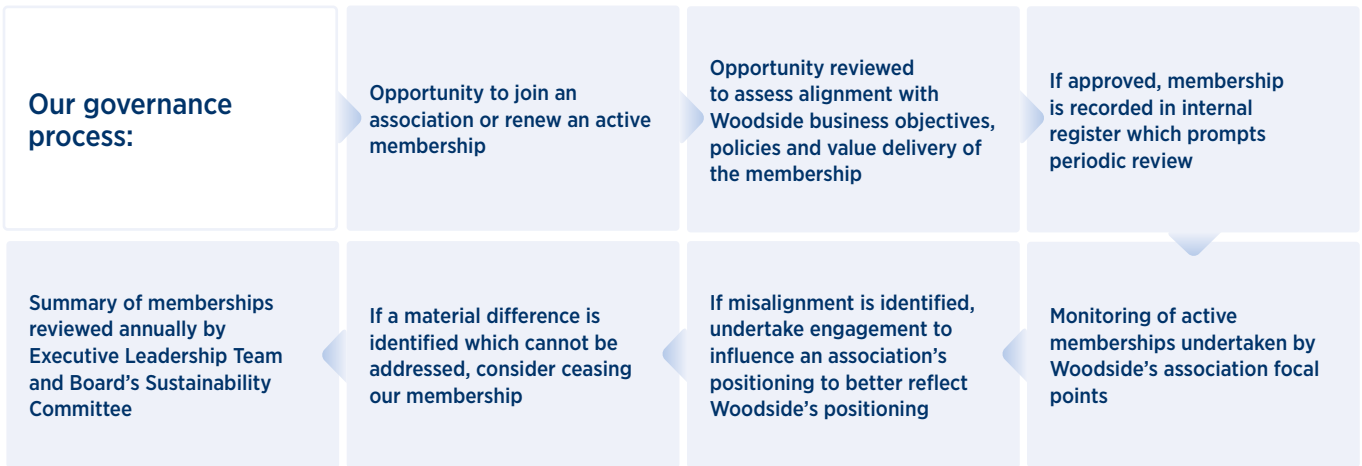 Our governance
process:
Opportunity to join an
association or renew an active
membership
Opportunity reviewed
to assess alignment with
Woodside business objectives,
policies and value delivery of
the membership
If approved, membership
is recorded in internal
register which prompts
periodic review
Monitoring of active
memberships undertaken by
Woodside’s association focal
points
If misalignment is identified,
undertake engagement to
influence an association’s
positioning to better reflect
Woodside’s positioning
If a material difference is
identified which cannot be
addressed, consider ceasing
our membership
Summary of memberships
reviewed annually by
Executive Leadership Team
and Board’s Sustainability
Committee